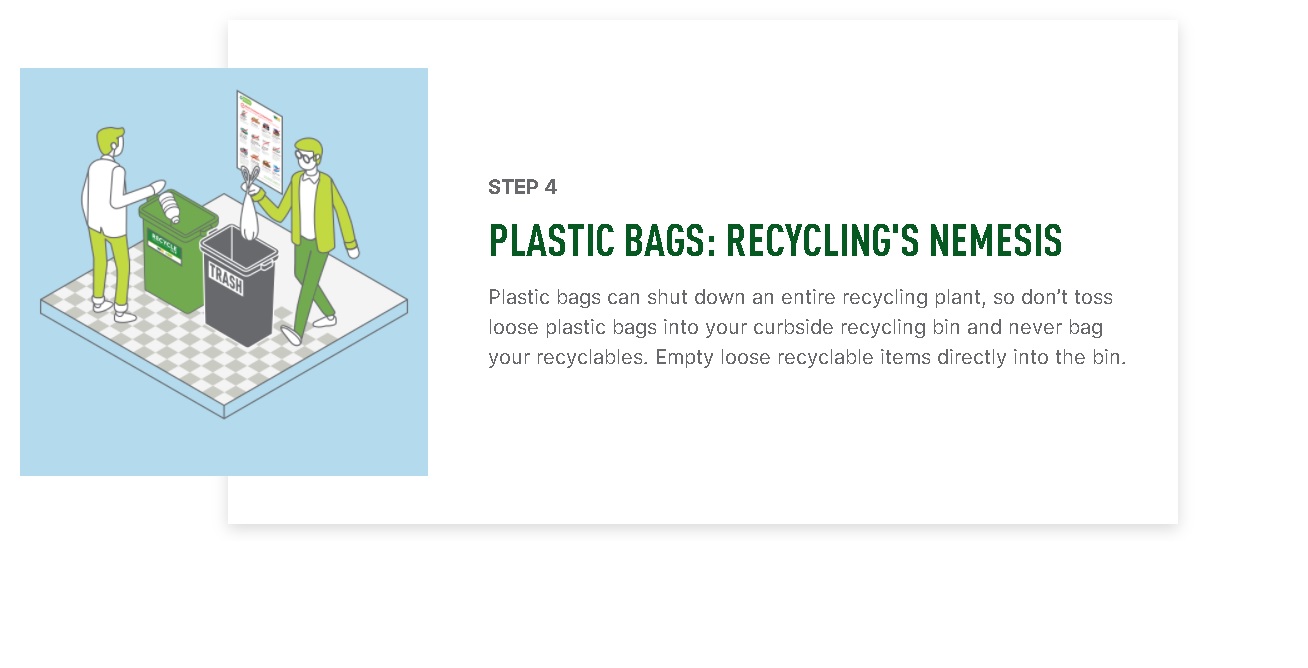 RECYCLE
TRASH
STEP 4
PLASTIC BAGS: RECYCLING'S NEMESIS
Plastic bags can shut down an entire recycling plant, so don’t toss
loose plastic bags into your curbside recycling bin and never bag
your recyclables. Empty loose recyclable items directly into the bin.